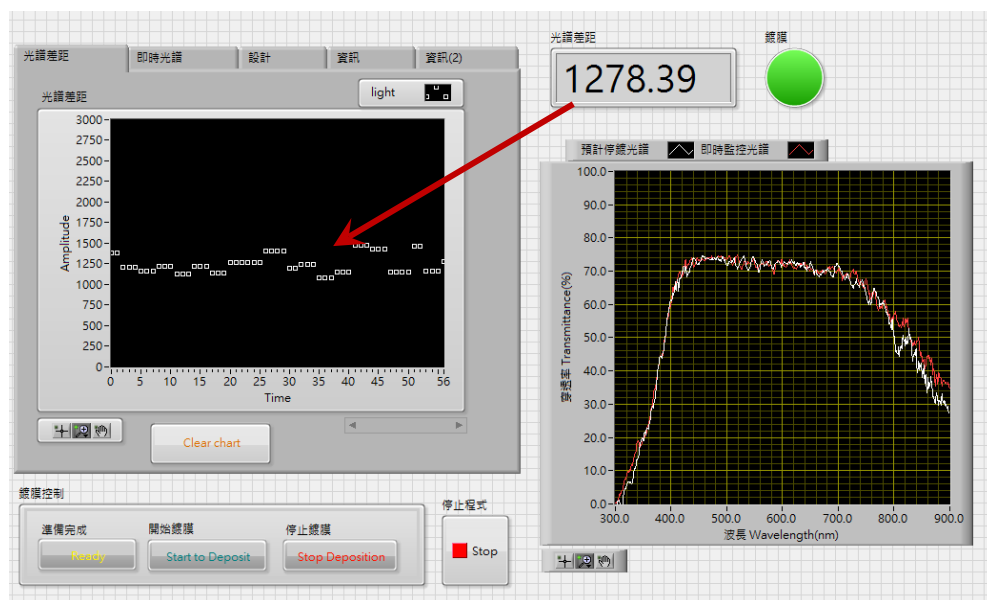 光譜差距
即時光譜
設計
資訊
資訊(2)
光譜差距
light
3000
2750
2500
2250
2000
1750
1500
1250
1000
750
500
250
0
Amplitude
0 5 10 15 20 25 30 35 40 45 50 56
Time
Clear chart
光譜差距
1278.39
鍍膜
預計停鍍光譜
即時監控光譜
100.0
90.0
80.0
70.0
60.0
50.0
40.0
30.0
20.0
10.0
0.0
穿透率 Transmittance(%)
300.0 400.0 500.0 600.0 700.0 800.0 900.0
波長 Wavelength(nm)
鍍膜控制
準備完成
開始鍍膜
停止鍍膜
Ready
Start to Deposit
Stop Deposition
停止程式
Stop